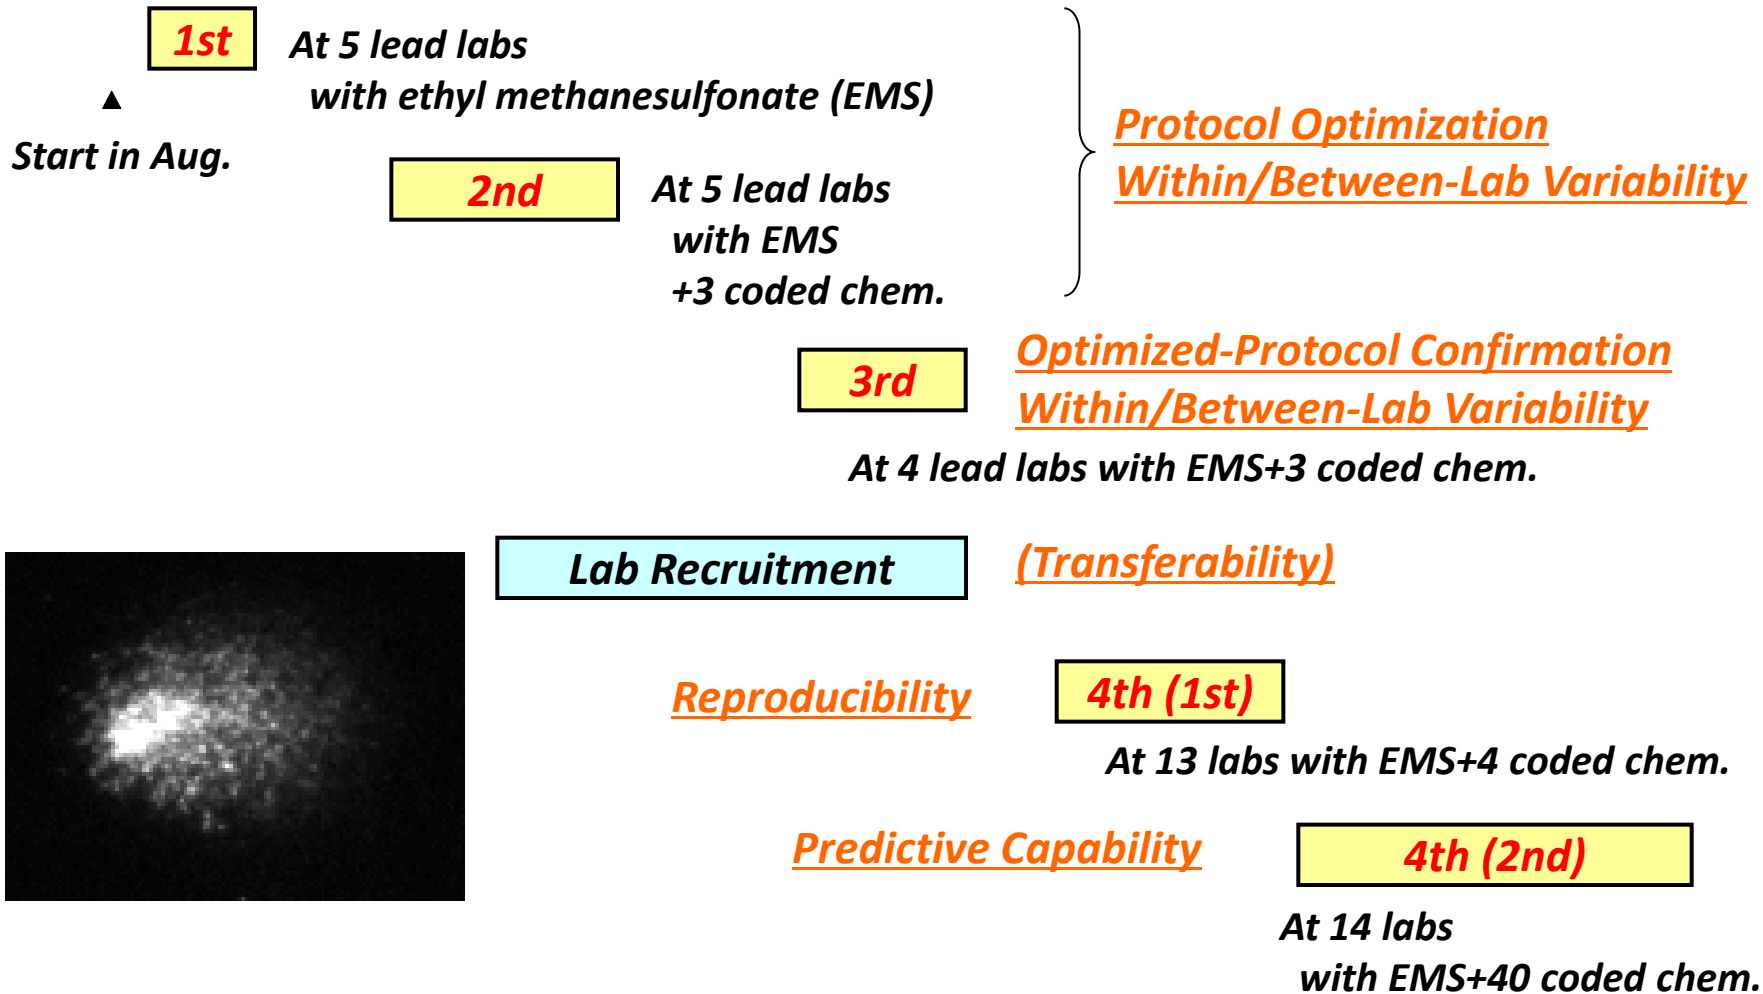 1st
At 5 lead labs
with ethyl methanesulfonate (EMS)
Start in Aug.
Protocol Optimization
Within/Between-Lab Variability
2nd
At 5 lead labs
with EMS
+3 coded chem.
3rd
Optimized-Protocol Confirmation
Within/Between-Lab Variability
At 4 lead labs with EMS+3 coded chem.
Lab Recruitment
(Transferability)
Reproducibility
4th (1st)
At 13 labs with EMS+4 coded chem.
Predictive Capability
4th (2nd)
At 14 labs
with EMS+40 coded chem.